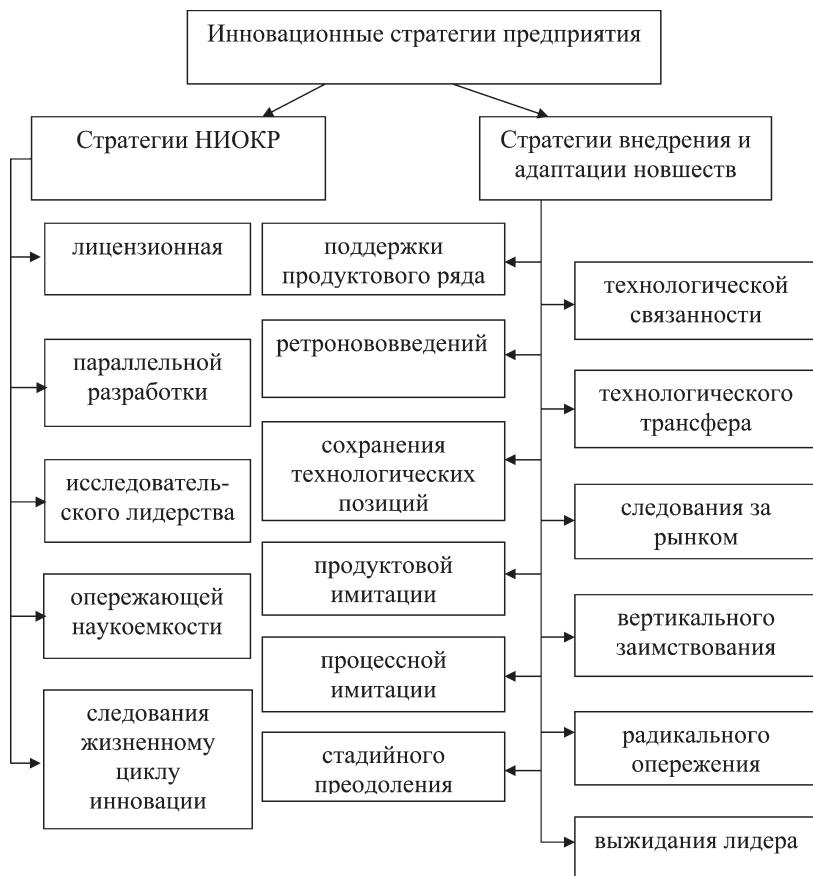 Инновационные стратегии предприятия
Стратегии НИОКР
Стратегии внедрения и
адаптации новшеств
лицензионная
параллельной
разработки
исследователь-
ского лидерства
опережающей
наукоемкости
следования
жизненному
циклу
инновации
поддержки
продуктового ряда
ретронововведений
сохранения
технологических
позиций
продуктовой
имитации
процессной
имитации
стадийного
преодоления
технологической
связанности
технологического
трансфера
следования за
рынком
вертикального
заимствования
радикального
опережения
выжидания лидера